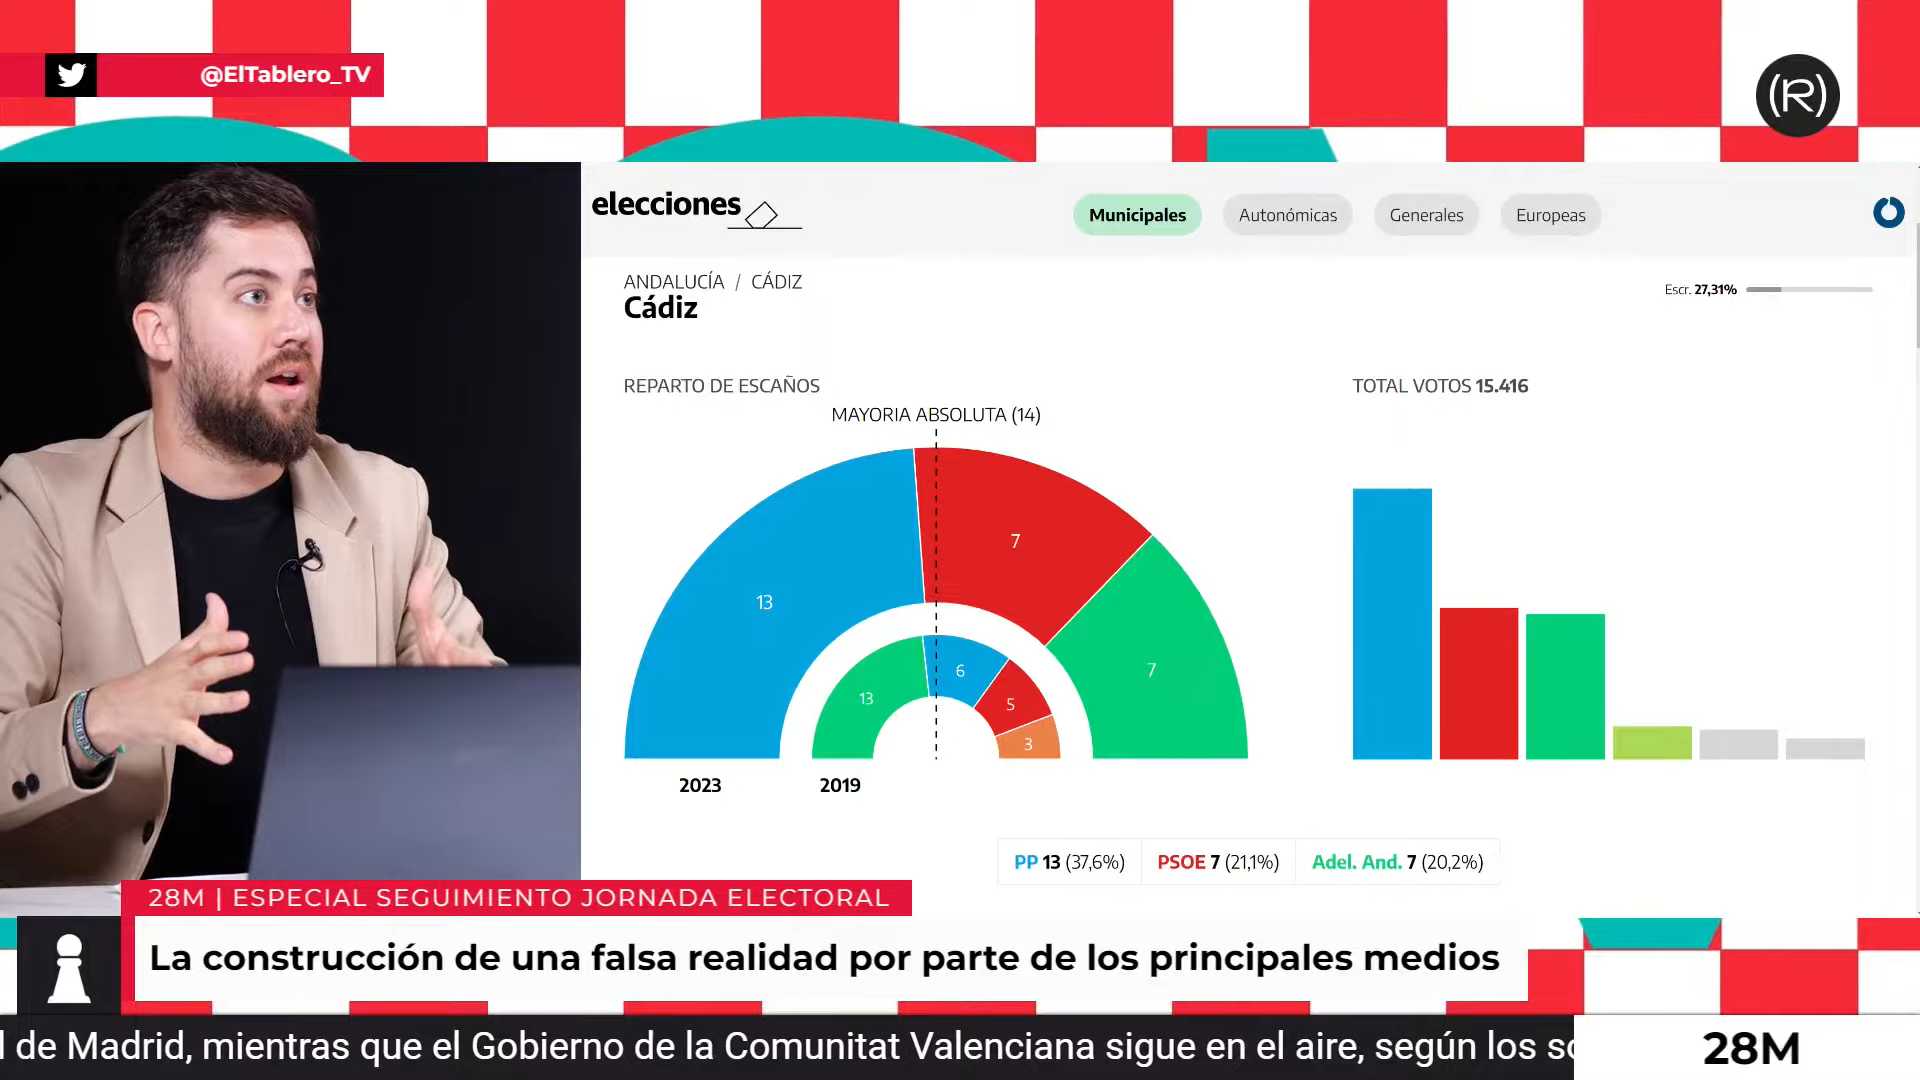 @ElTablero_TV
(R)
elecciones
Municipales
Autonómicas
Generales
Europeas
ANDALUCÍA / CÁDIZ
Cádiz
Escr. 27,31%
REPARTO DE ESCAÑOS
TOTAL VOTOS 15.416
MAYORIA ABSOLUTA (14)
7
13
7
6
13
5
3
2023
2019
PP 13 (37,6%)
PSOE 7 (21,1%)
Adel. And. 7 (20,2%)
28M | ESPECIAL SEGUIMIENTO JORNADA ELECTORAL
La construcción de una falsa realidad por parte de los principales medios
de Madrid, mientras que el Gobierno de la Comunitat Valenciana sigue en el aire, según los
28M